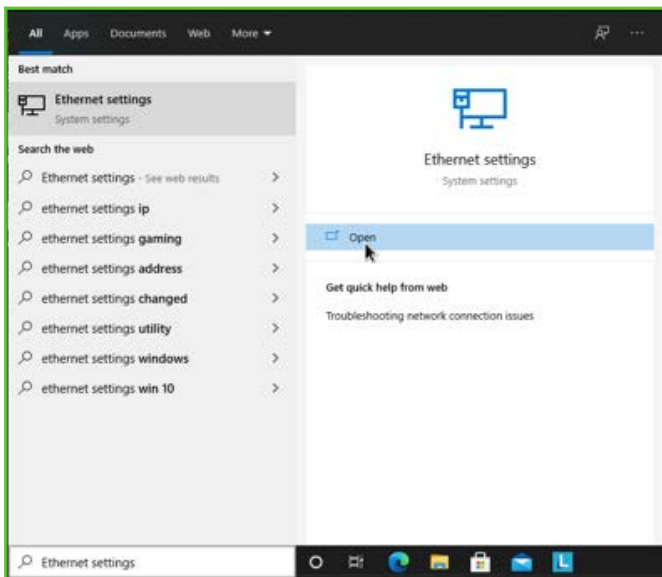 All Apps Documents Web More
Best match
Ethernet settings
System settings
Search the web
Ethernet settings - See web results
ethernet settings ip
ethernet settings gaming
ethernet settings address
ethernet settings changed
ethernet settings utility
ethernet settings windows
ethernet settings win 10
Ethernet settings
System settings
Open
Get quick help from web
Troubleshooting network connection issues
Ethernet settings
L